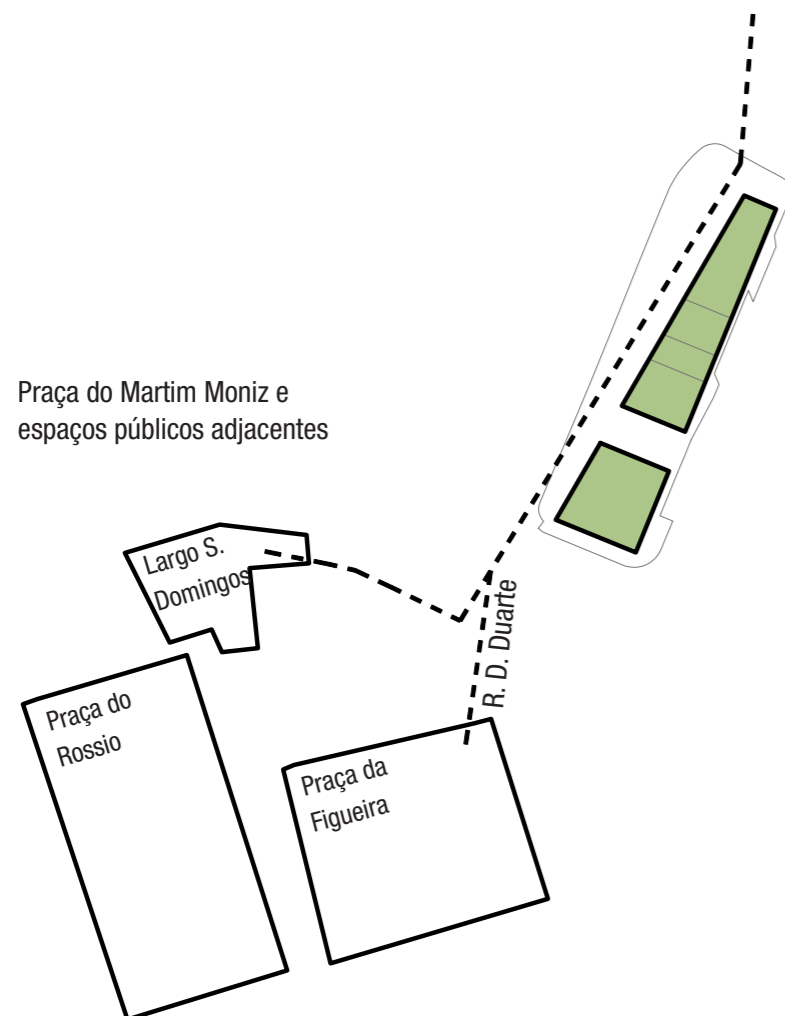 Praça do Martim Moniz e
espaços públicos adjacentes
Largo S.
Domingos
R. D. Duarte
Praça do
Rossio
Praça da
Figueira